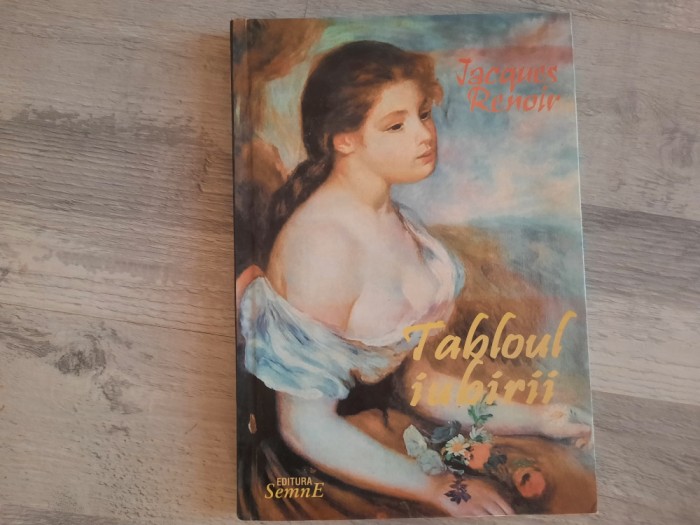 Jacques
Renoir
Tabloul
iubirii
EDITURA
SemnE